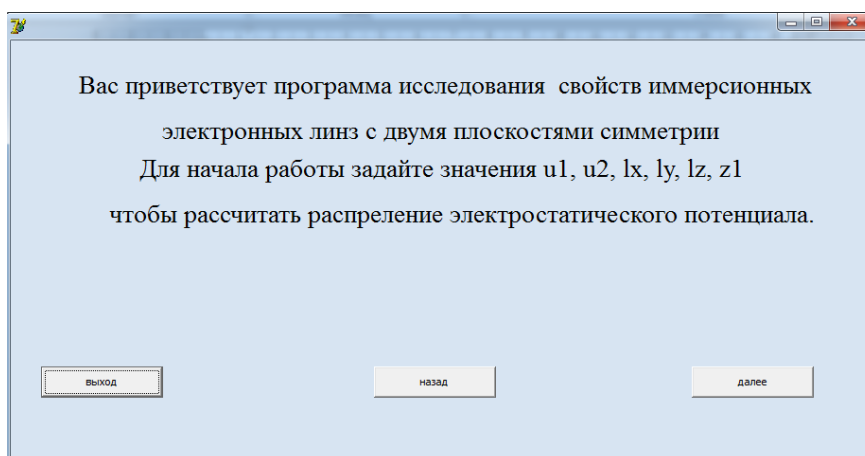 Вас приветствует программа исследования свойств иммерсионных
электронных линз с двумя плоскостями симметрии
Для начала работы задайте значения u1, u2, lx, ly, lz, z1
чтобы рассчитать распреление электростатического потенциала.
выход назад далее